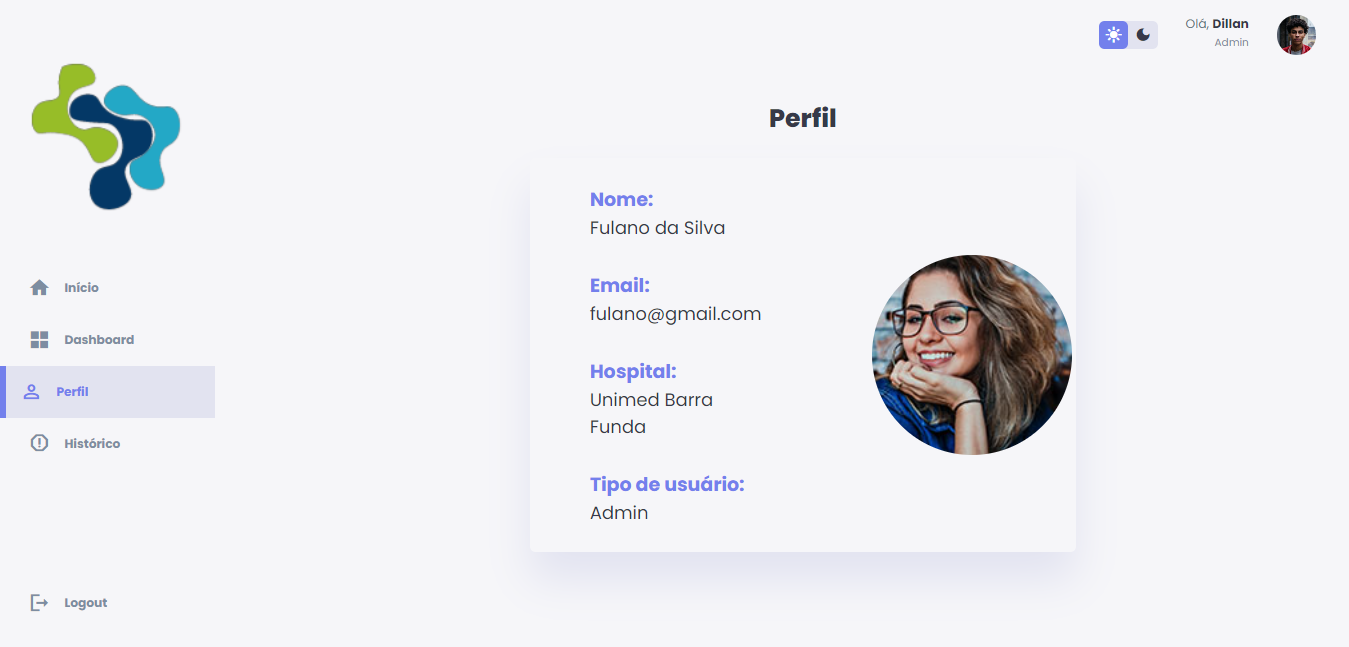 Olá, Dillan
Admin
Perfil
Nome:
Fulano da Silva
Email:
fulano@gmail.com
Hospital:
Unimed Barra
Funda
Tipo de usuário:
Admin
Início
Dashboard
Perfil
Histórico
Logout